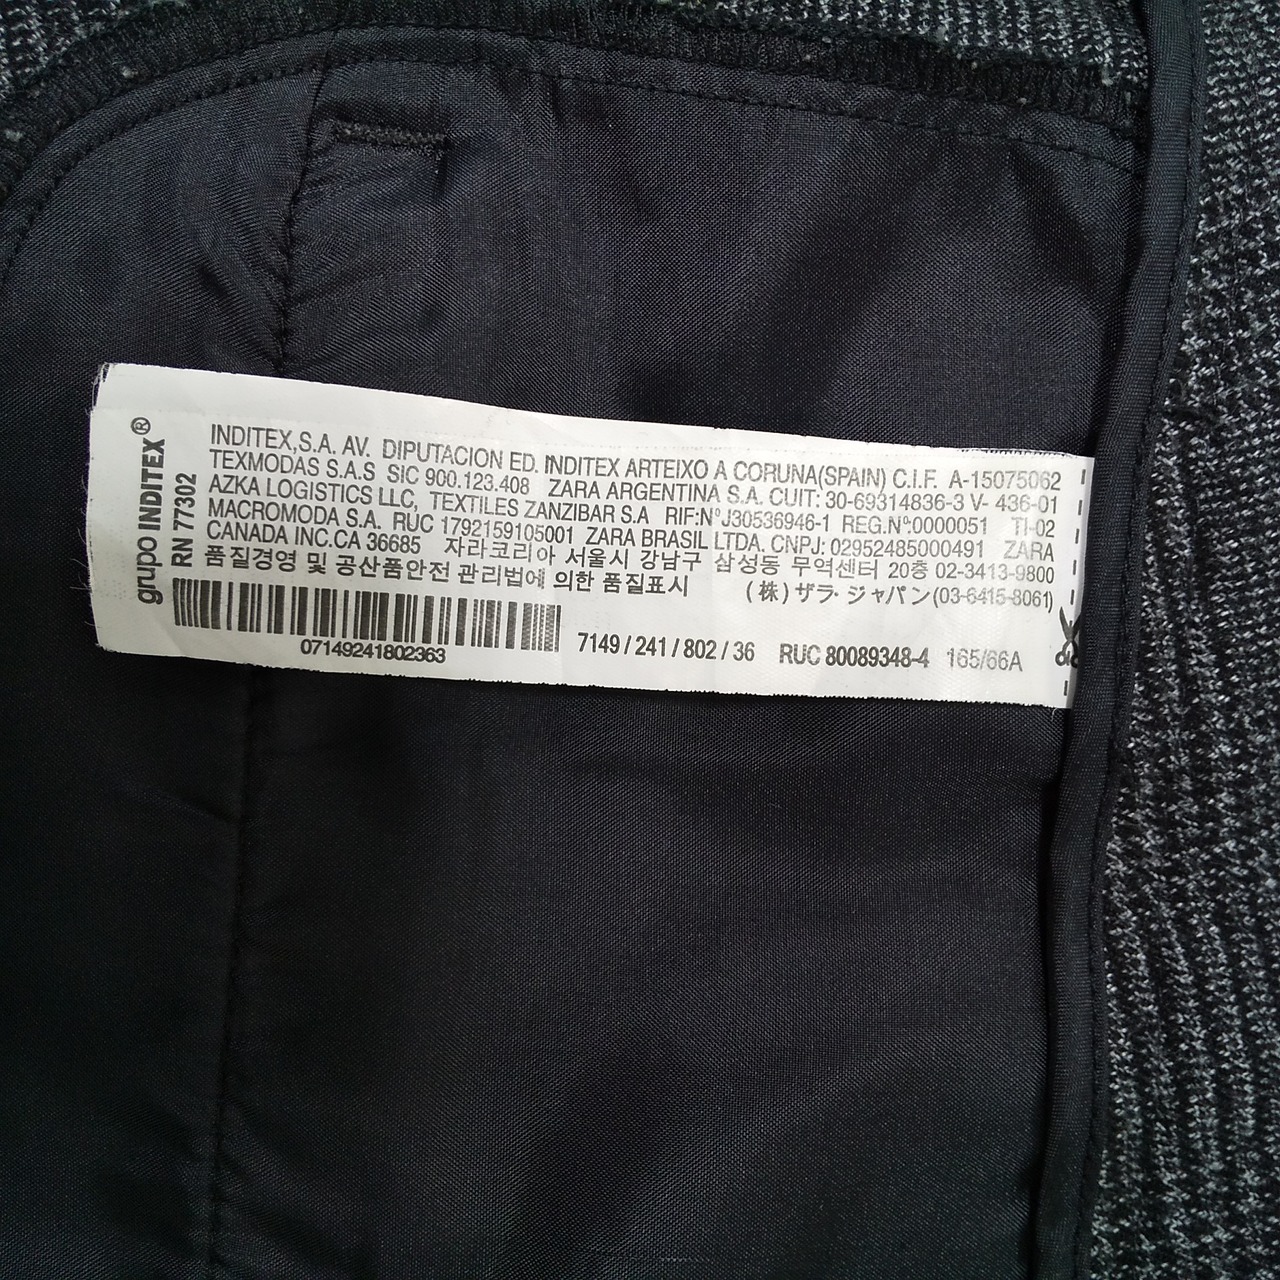 grupo INDITEX®
RN 77302
INDITEX,S.A. AV. DIPUTACION ED. INDITEX ARTEIXO A CORUNA(SPAIN) C.I.F. A-15075062
TEXMODAS S.A.S SIC 900.123.408 ZARA ARGENTINA S.A. CUIT: 30-69314836-3 V- 436-01
AZKA LOGISTICS LLC, TEXTILES ZANZIBAR S.A RIF:NºJ30536946-1 REG.Nº:0000051 TI-02
MACROMODA S.A. RUC 1792159105001 ZARA BRASIL LTDA. CNPJ: 02952485000491 ZARA
CANADA INC.CA 36685 자라코리아 서울시 강남구 삼성동 무역센터 20층 02-3413-9800
품질경영 및 공산품안전 관리법에 의한 품질표시 (株)ザラ·ジャパン(03-6415-8061)
07149241802363
7149 / 241 / 802 / 36 RUC 80089348-4 165/66A